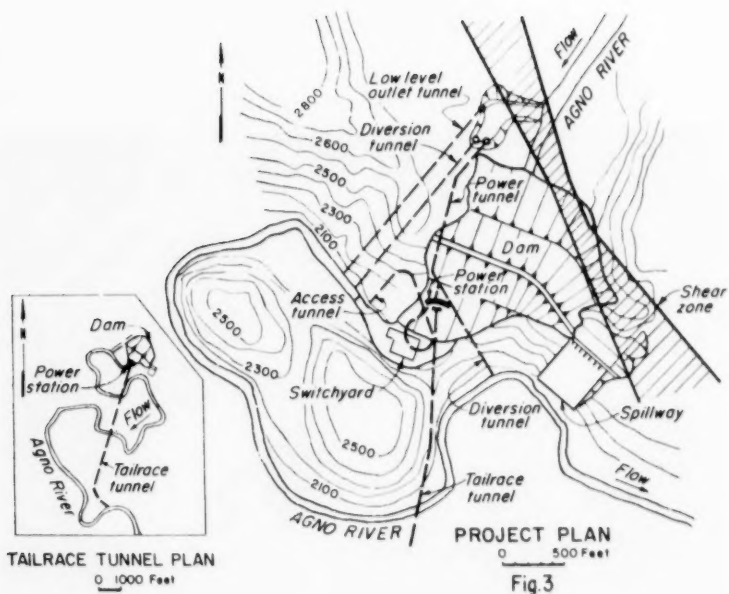 N
Low level
outlet tunnel
Flow
AGNO RIVER
2800
Diversion
tunnel
2600
2500
2300
2100
Power
tunnel
Dam
Power
station
Access
tunnel
Shear
zone
2500
2300
Switchyard
Diversion
tunnel
Spillway
2500
2100
Flow
Tailrace
tunnel
AGNO RIVER
PROJECT PLAN
0 500 Feet
Fig.3
N
Dam
Power
station
Flow
Agno River
Tailrace
tunnel
TAILRACE TUNNEL PLAN
0 1000 Feet